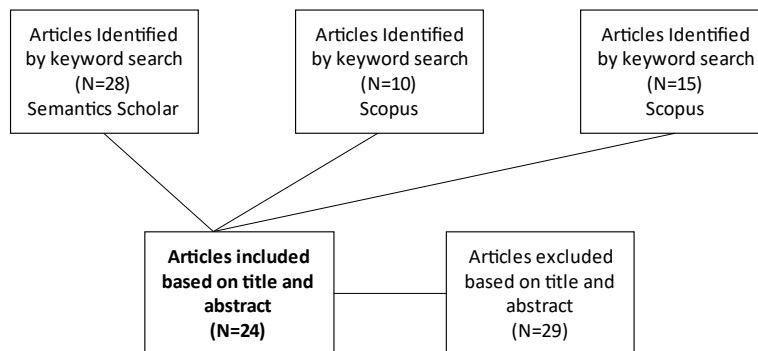 Articles Identified
by keyword search
(N=28)
Semantics Scholar
Articles Identified
by keyword search
(N=10)
Scopus
Articles Identified
by keyword search
(N=15)
Scopus
Articles included
based on title and
abstract
(N=24)
Articles excluded
based on title and
abstract
(N=29)